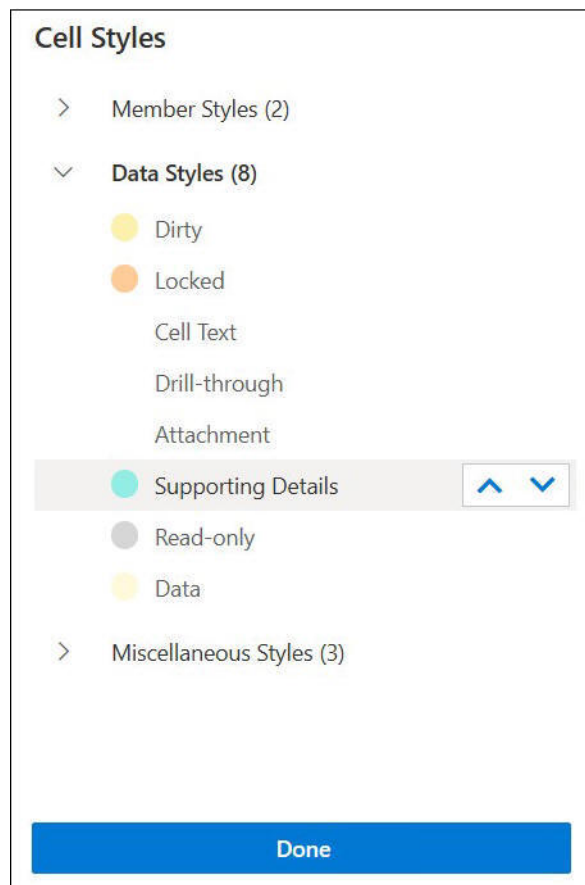 Cell Styles
Member Styles (2)
Data Styles (8)
Dirty
Locked
Cell Text
Drill-through
Attachment
Supporting Details
Read-only
Data
Miscellaneous Styles (3)
Done